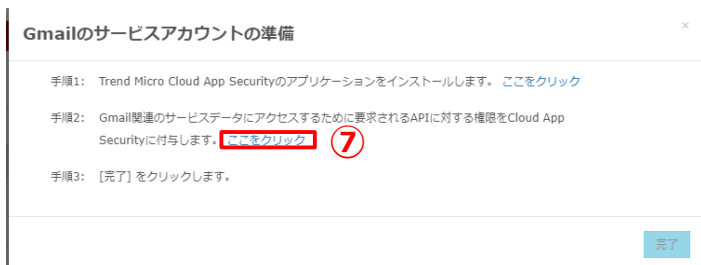 Gmailのサービスアカウントの準備
×
手順1: Trend Micro Cloud App Securityのアプリケーションをインストールします。 ここをクリック
手順2: Gmail関連のサービスデータにアクセスするために要求されるAPIに対する権限をCloud App
Securityに付与します。 ここをクリック ⑦
手順3: [完了] をクリックします。
完了